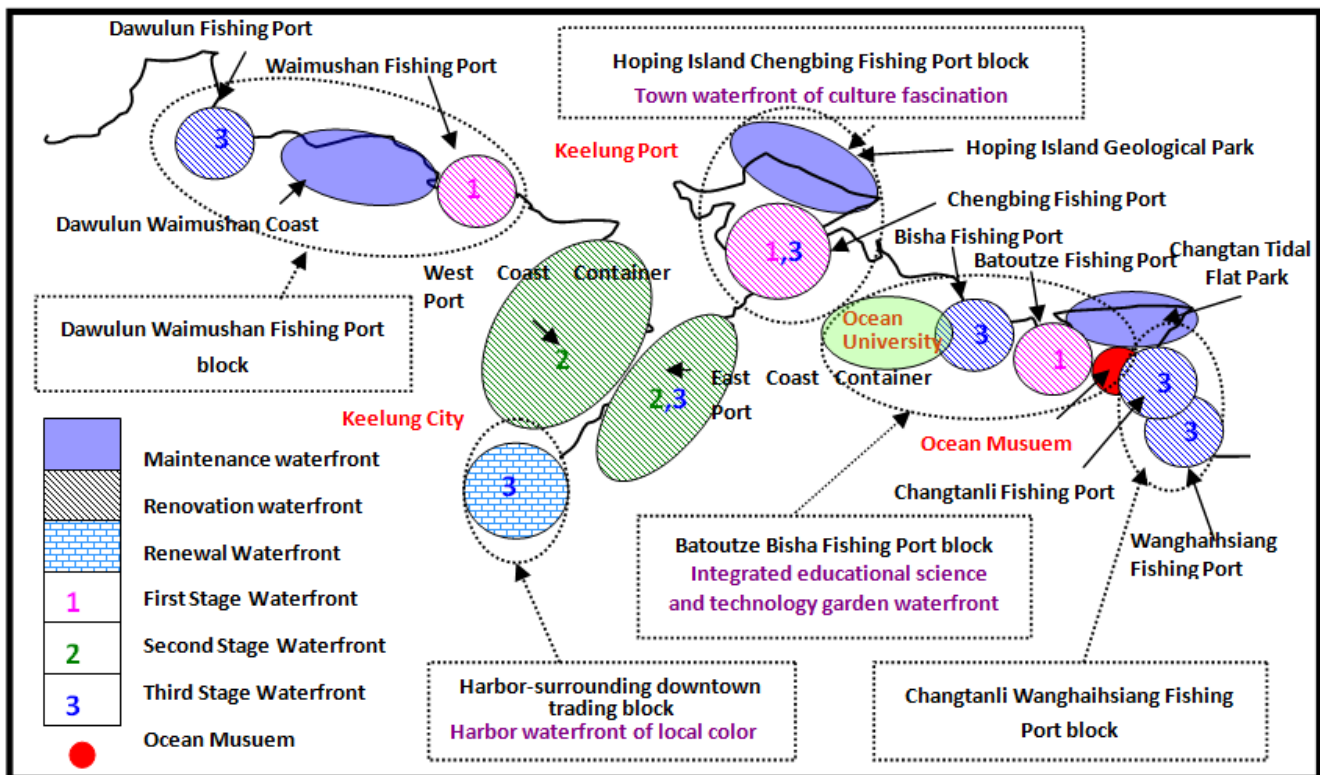 Dawulun Fishing Port
Waimushan Fishing Port
Hoping Island Chengbing Fishing Port block
Town waterfront of culture fascination
3
Keelung Port
Hoping Island Geological Park
1
Chengbing Fishing Port
Dawulun Waimushan Coast
Bisha Fishing Port
1,3
Batoutze Fishing Port
Changtan Tidal
Flat Park
West Coast Container
Port
Dawulun Waimushan Fishing Port
block
Ocean
University
3
1
2
East Coast Container
Port
2,3
3
3
Keelung City
Ocean Musuem
Changtanli Fishing Port
3
Wanghaihsiang
Fishing Port
Batoutze Bisha Fishing Port block
Integrated educational science
and technology garden waterfront
Harbor-surrounding downtown
trading block
Harbor waterfront of local color
Changtanli Wanghaihsiang Fishing
Port block
Maintenance waterfront
Renovation waterfront
Renewal Waterfront
1 First Stage Waterfront
2 Second Stage Waterfront
3 Third Stage Waterfront
Ocean Musuem